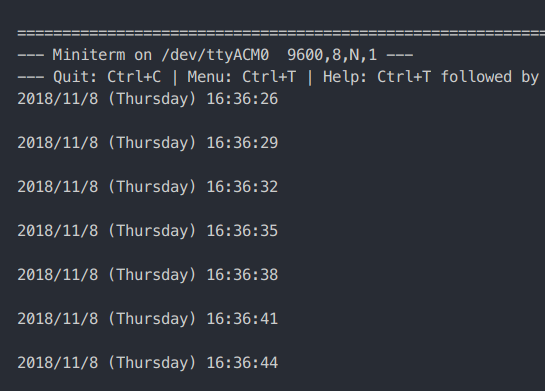 ============================================================
--- Miniterm on /dev/ttyACM0  9600,8,N,1 ---
--- Quit: Ctrl+C | Menu: Ctrl+T | Help: Ctrl+T followed by
2018/11/8 (Thursday) 16:36:26
2018/11/8 (Thursday) 16:36:29
2018/11/8 (Thursday) 16:36:32
2018/11/8 (Thursday) 16:36:35
2018/11/8 (Thursday) 16:36:38
2018/11/8 (Thursday) 16:36:41
2018/11/8 (Thursday) 16:36:44